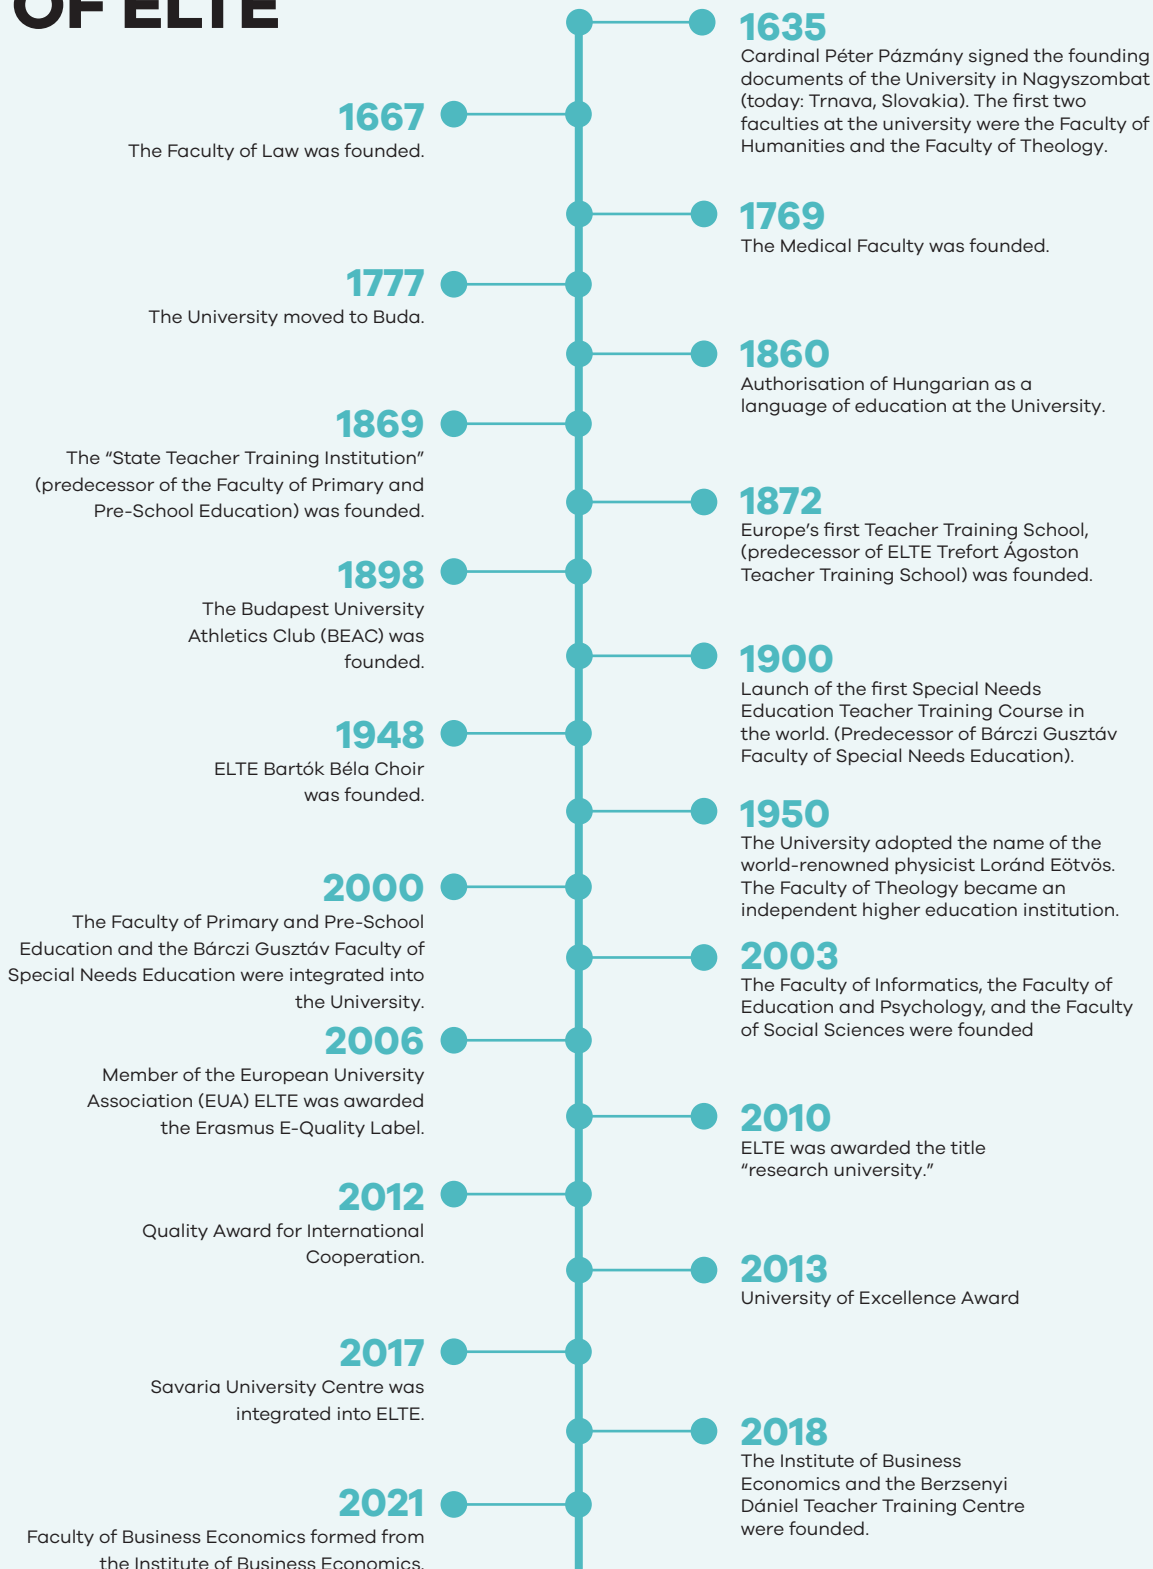 OF ELTE
1635
Cardinal Péter Pázmány signed the founding
documents of the University in Nagyszombat
(today: Trnava, Slovakia). The first two
faculties at the university were the Faculty of
Humanities and the Faculty of Theology.
1667
The Faculty of Law was founded.
1769
The Medical Faculty was founded.
1777
The University moved to Buda.
1860
Authorisation of Hungarian as a
language of education at the University.
1869
The “State Teacher Training Institution”
(predecessor of the Faculty of Primary and
Pre-School Education) was founded.
1872
Europe’s first Teacher Training School,
(predecessor of ELTE Trefort Ágoston
Teacher Training School) was founded.
1898
The Budapest University
Athletics Club (BEAC) was
founded.
1900
Launch of the first Special Needs
Education Teacher Training Course in
the world. (Predecessor of Bárczi Gusztáv
Faculty of Special Needs Education).
1948
ELTE Bartók Béla Choir
was founded.
1950
The University adopted the name of the
world-renowned physicist Loránd Eötvös.
The Faculty of Theology became an
independent higher education institution.
2000
The Faculty of Primary and Pre-School
Education and the Bárczi Gusztáv Faculty of
Special Needs Education were integrated into
the University.
2003
The Faculty of Informatics, the Faculty of
Education and Psychology, and the Faculty
of Social Sciences were founded
2006
Member of the European University
Association (EUA) ELTE was awarded
the Erasmus E-Quality Label.
2010
ELTE was awarded the title
“research university.”
2012
Quality Award for International
Cooperation.
2013
University of Excellence Award
2017
Savaria University Centre was
integrated into ELTE.
2018
The Institute of Business
Economics and the Berzsenyi
Dániel Teacher Training Centre
were founded.
2021
Faculty of Business Economics formed from
the Institute of Business Economics.